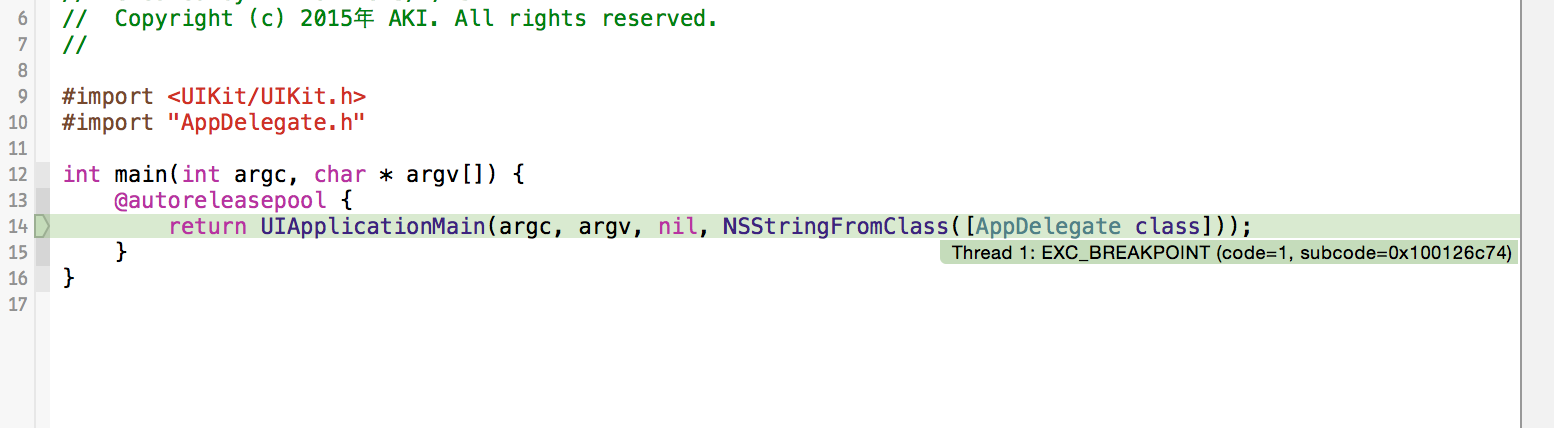 6 // Copyright (c) 2015年 AKI. All rights reserved.
7 //
8
9 #import <UIKit/UIKit.h>
10 #import "AppDelegate.h"
11
12 int main(int argc, char * argv[]) {
13 @autoreleasepool {
14 return UIApplicationMain(argc, argv, nil, NSStringFromClass([AppDelegate class]));
15 }
Thread 1: EXC_BREAKPOINT (code=1, subcode=0x100126c74)
16 }
17